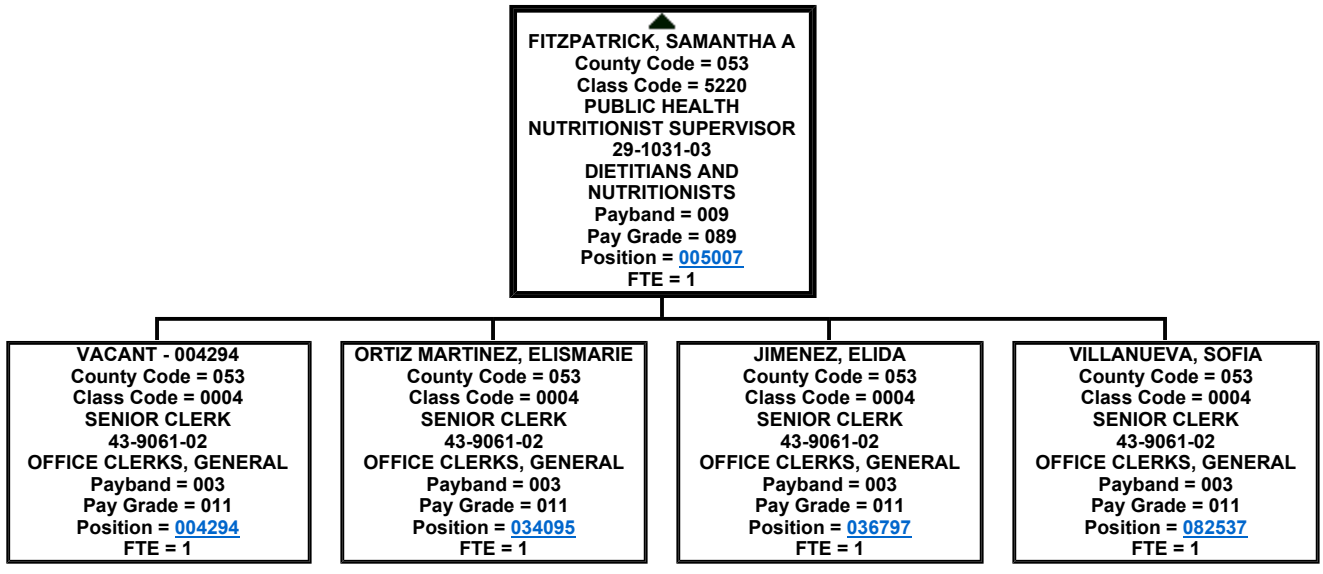 FITZPATRICK, SAMANTHA A
County Code = 053
Class Code = 5220
PUBLIC HEALTH
NUTRITIONIST SUPERVISOR
29-1031-03
DIETITIANS AND
NUTRITIONISTS
Payband = 009
Pay Grade = 089
Position = 005007
FTE = 1
VACANT - 004294
County Code = 053
Class Code = 0004
SENIOR CLERK
43-9061-02
OFFICE CLERKS, GENERAL
Payband = 003
Pay Grade = 011
Position = 004294
FTE = 1
ORTIZ MARTINEZ, ELISMARIE
County Code = 053
Class Code = 0004
SENIOR CLERK
43-9061-02
OFFICE CLERKS, GENERAL
Payband = 003
Pay Grade = 011
Position = 034095
FTE = 1
JIMENEZ, ELIDA
County Code = 053
Class Code = 0004
SENIOR CLERK
43-9061-02
OFFICE CLERKS, GENERAL
Payband = 003
Pay Grade = 011
Position = 036797
FTE = 1
VILLANUEVA, SOFIA
County Code = 053
Class Code = 0004
SENIOR CLERK
43-9061-02
OFFICE CLERKS, GENERAL
Payband = 003
Pay Grade = 011
Position = 082537
FTE = 1